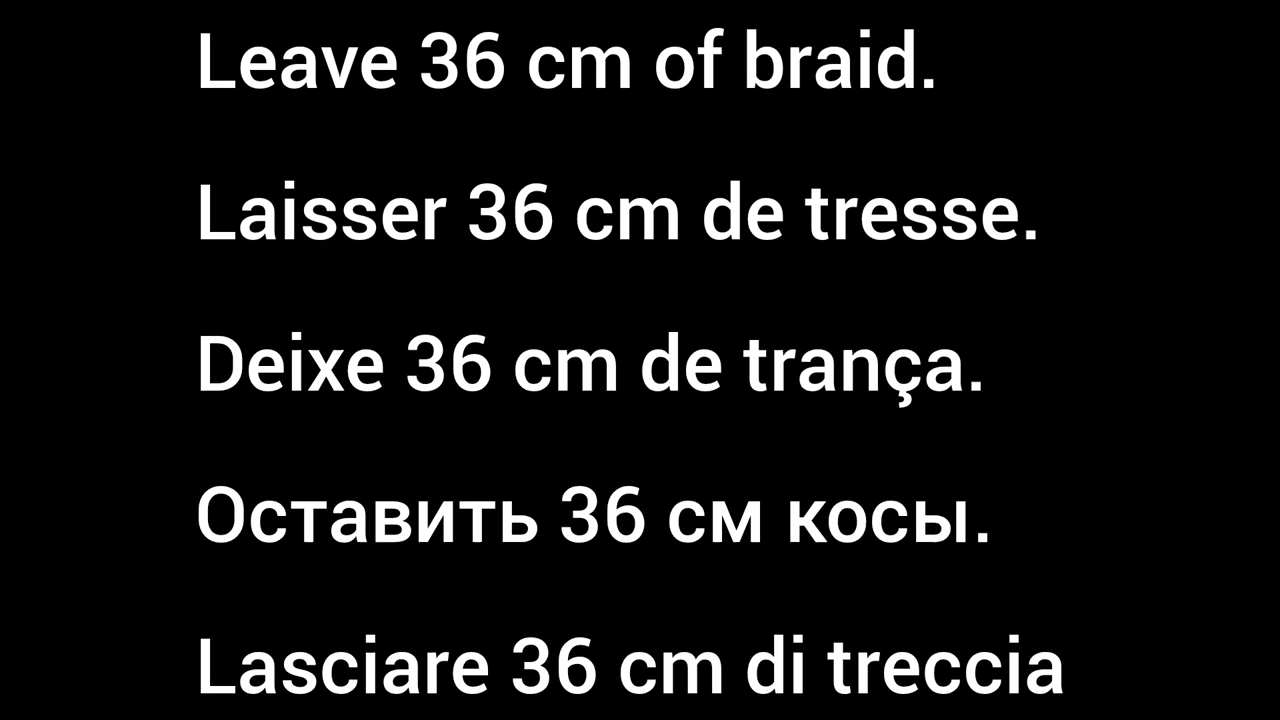 Leave 36 cm of braid.
Laisser 36 cm de tresse.
Deixe 36 cm de trança.
Оставить 36 см косы.
Lasciare 36 cm di treccia